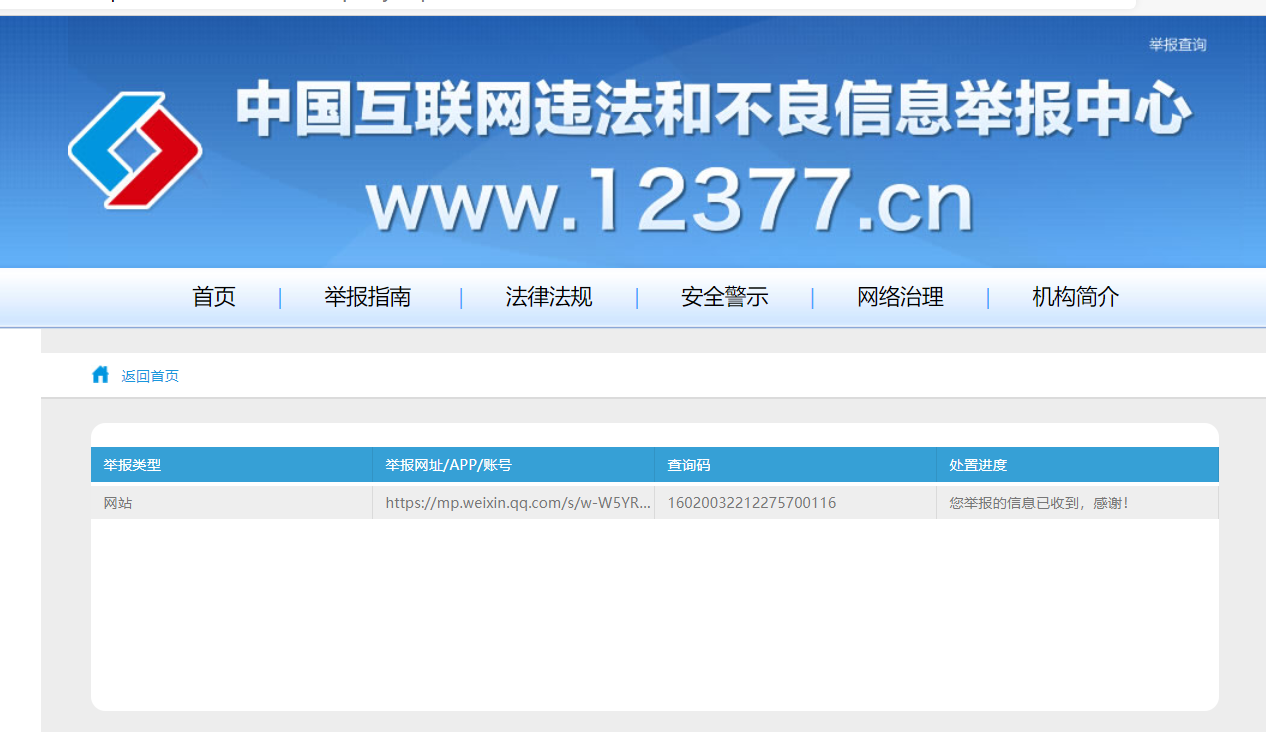 举报查询
中国互联网违法和不良信息举报中心
www.12377.cn
首页 | 举报指南 | 法律法规 | 安全警示 | 网络治理 | 机构简介
返回首页
举报类型 举报网址/APP/账号 查询码 处置进度
网站 https://mp.weixin.qq.com/s/w-W5YR... 16020032212275700116 您举报的信息已收到，感谢！